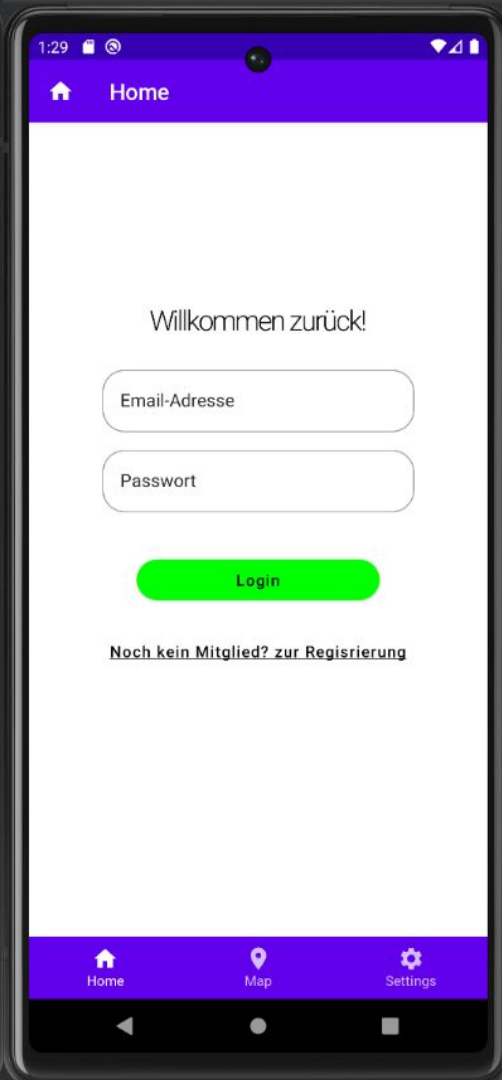 1:29
Home
Willkommen zurück!
Email-Adresse
Passwort
Login
Noch kein Mitglied? zur Regisrierung
Home Map Settings